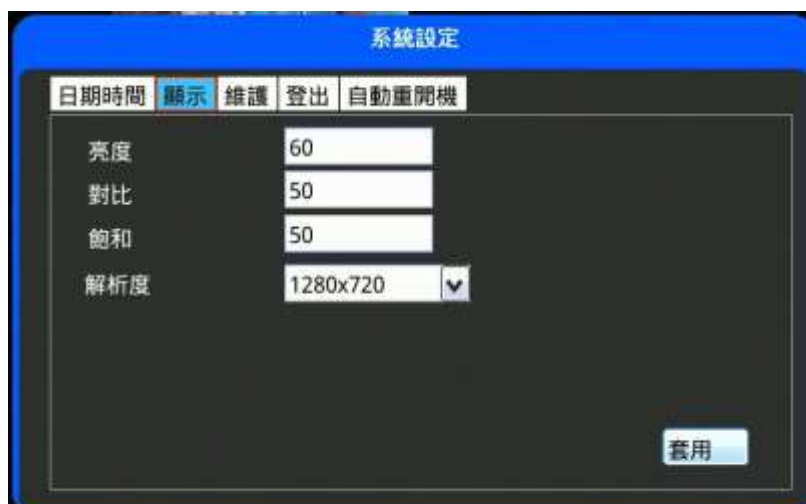 系統設定
日期時間 顯示 維護 登出 自動重開機
亮度 60
對比 50
飽和 50
解析度 1280x720
套用